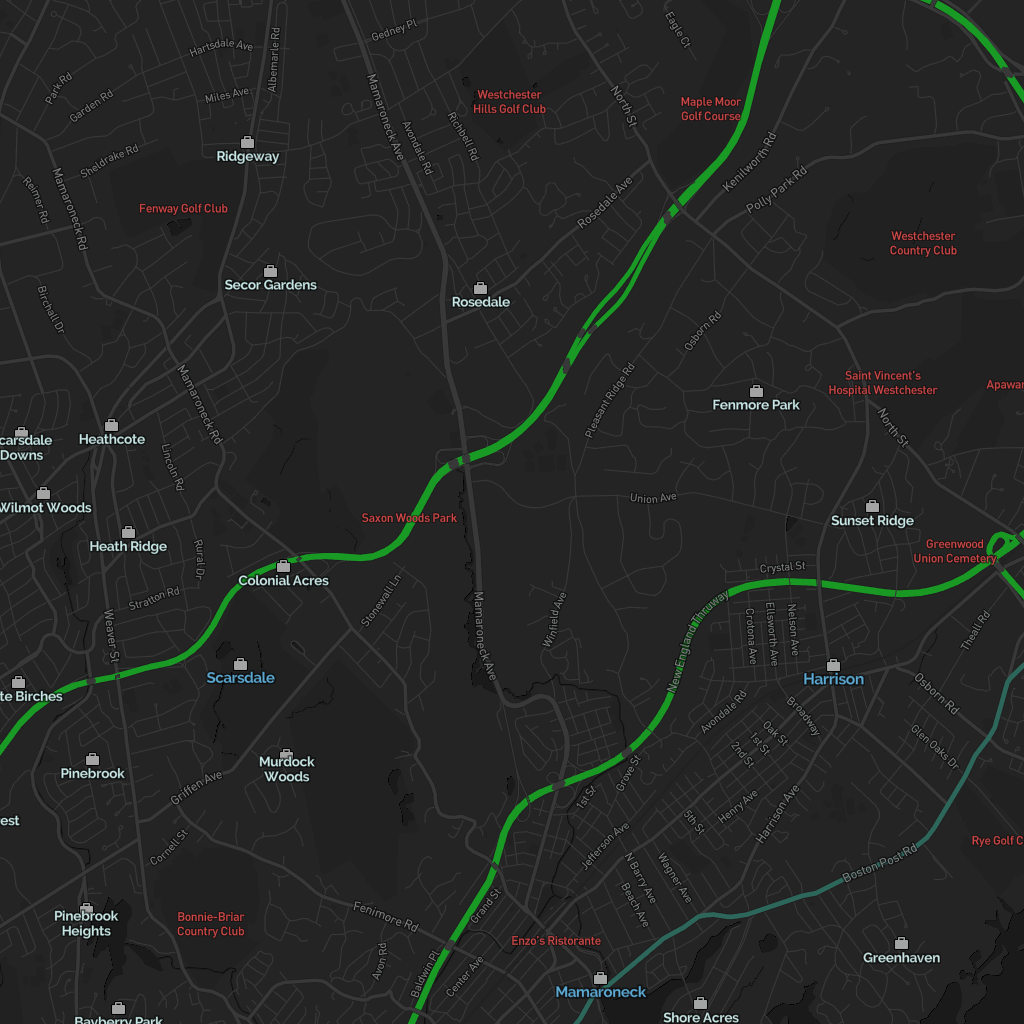 Gedney Pl
Eagle Ct
Hartsdale Ave
Albemarle Rd
Park Rd
Garden Rd
Miles Ave
Mamaroneck Ave
Westchester
Hills Golf Club
North St
Maple Moor
Golf Course
Richbell Rd
Avondale Rd
Sheldrake Rd
Ridgeway
Kenilworth Rd
Polly Park Rd
Reimer Rd
Mamaroneck Rd
Fenway Golf Club
Rosedale Ave
Westchester
Country Club
Secor Gardens
Rosedale
Birchall Dr
Osborn Rd
Mamaroneck Rd
Pleasant Ridge Rd
Fenmore Park
Saint Vincent's
Hospital Westchester
Apawar
North St
Heathcote
carsdale
Downs
Lincoln Rd
Wilmot Woods
Union Ave
Saxon Woods Park
Sunset Ridge
Heath Ridge
Rural Dr
Greenwood
Union Cemetery
Colonial Acres
Crystal St
Stratton Rd
Stonewall Ln
Weaver St
Mamaroneck Ave
Winfield Ave
New England Thruway
Crotona Ave
Ellsworth Ave
Nelson Ave
Theall Rd
Scarsdale
Harrison
te Birches
Osborn Rd
Avondale Rd
Broadway
Oak St
1st St
2nd St
Glen Oaks Dr
Murdock
Woods
Pinebrook
Griffen Ave
Grove St
1st St
Henry Ave
Harrison Ave
5th St
est
Cornell St
Jefferson Ave
Rye Golf C
Boston Post Rd
N Barry Ave
Wagner Ave
Beach Ave
Pinebrook
Heights
Bonnie-Briar
Country Club
Fenimore Rd
Grand St
Enzo's Ristorante
Greenhaven
Avon Rd
Baldwin Pl
Center Ave
Mamaroneck
Shore Acres
Bayberry Park